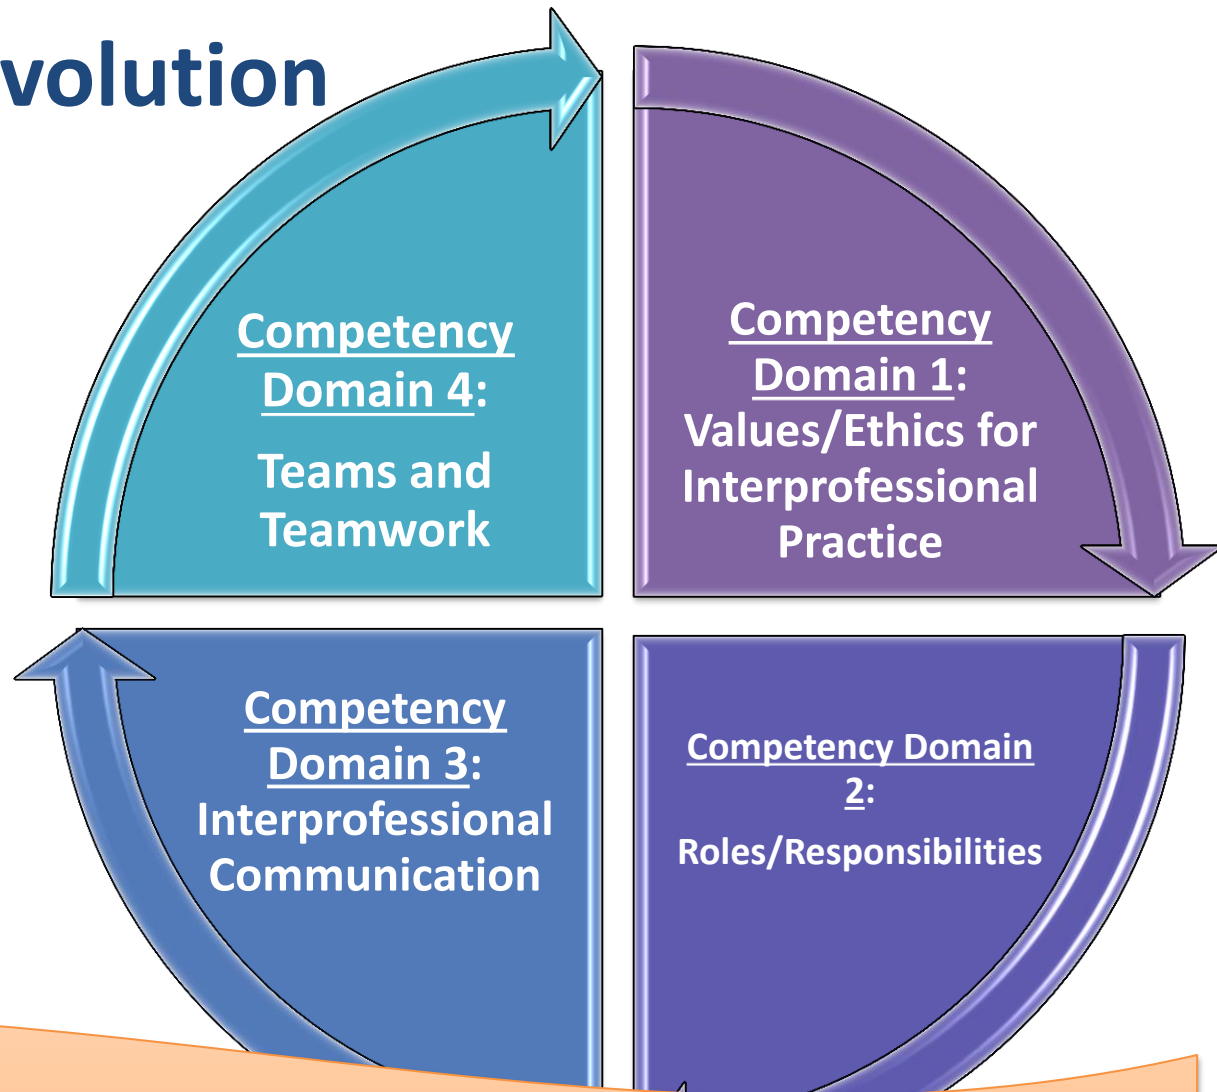 volution
Competency
Domain 4:
Teams and
Teamwork
Competency
Domain 1:
Values/Ethics for
Interprofessional
Practice
Competency
Domain 3:
Interprofessional
Communication
Competency Domain
2:
Roles/Responsibilities